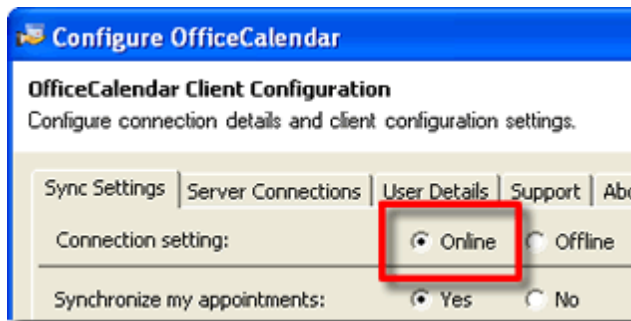 Configure OfficeCalendar
OfficeCalendar Client Configuration
Configure connection details and client configuration settings.
Sync Settings Server Connections User Details Support
Connection setting: Online Offline
Synchronize my appointments: Yes No